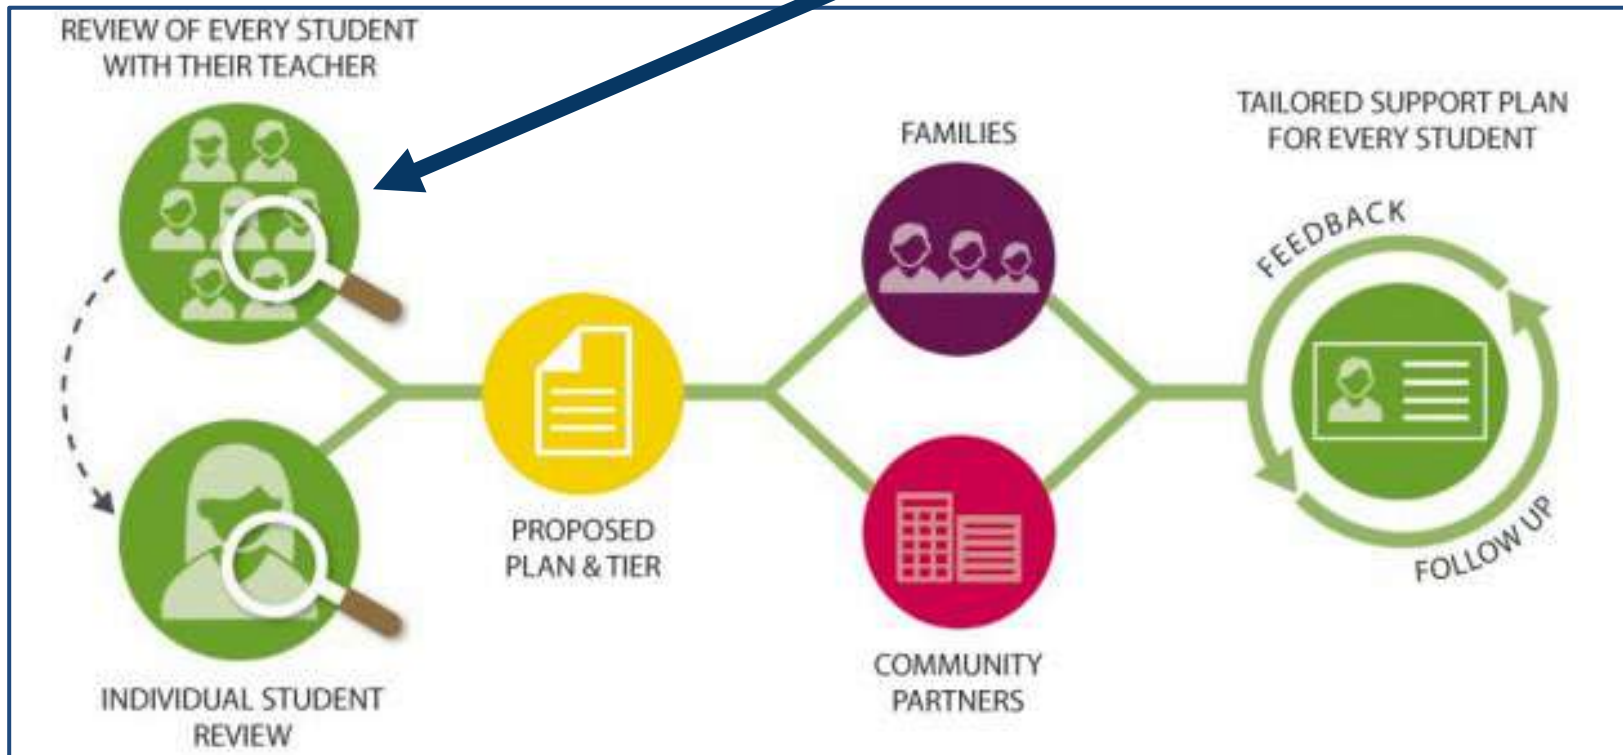 REVIEW OF EVERY STUDENT
WITH THEIR TEACHER
INDIVIDUAL STUDENT
REVIEW
PROPOSED
PLAN & TIER
FAMILIES
COMMUNITY
PARTNERS
TAILORED SUPPORT PLAN
FOR EVERY STUDENT
FEEDBACK
FOLLOW UP